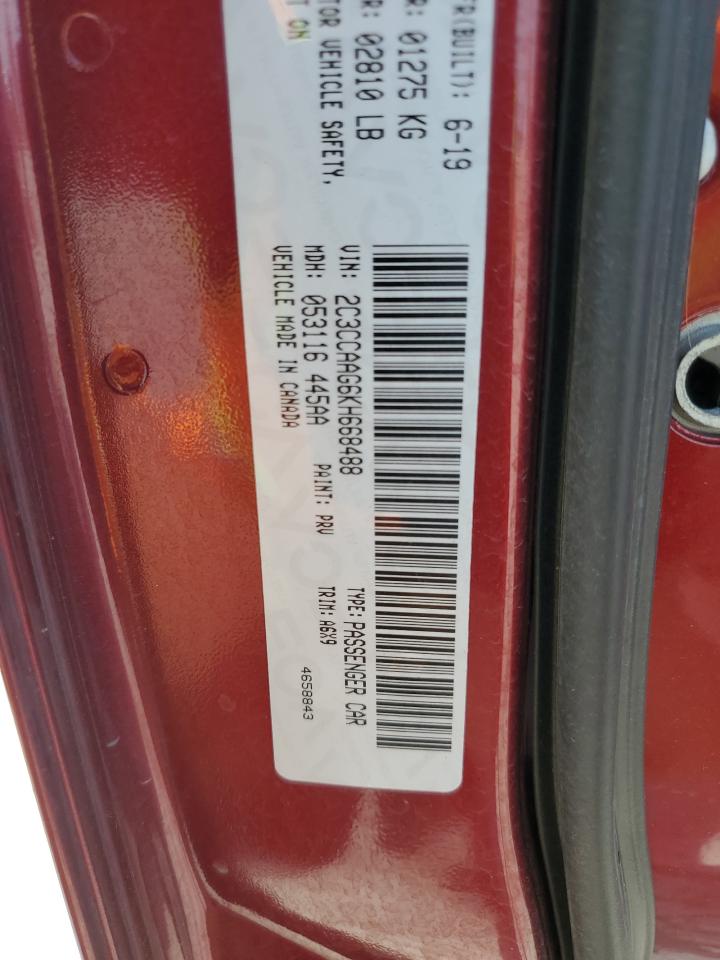 FR(BUILT): 6-19
R: 01275 KG
R: 02810 LB
TOR VEHICLE SAFETY,
T ON
VIN: 2C3CCAAG6KH668488
TYPE: PASSENGER CAR
MDH: 053116 445AA
PAINT: PRV
TRIM: A6X9
VEHICLE MADE IN CANADA
4658843